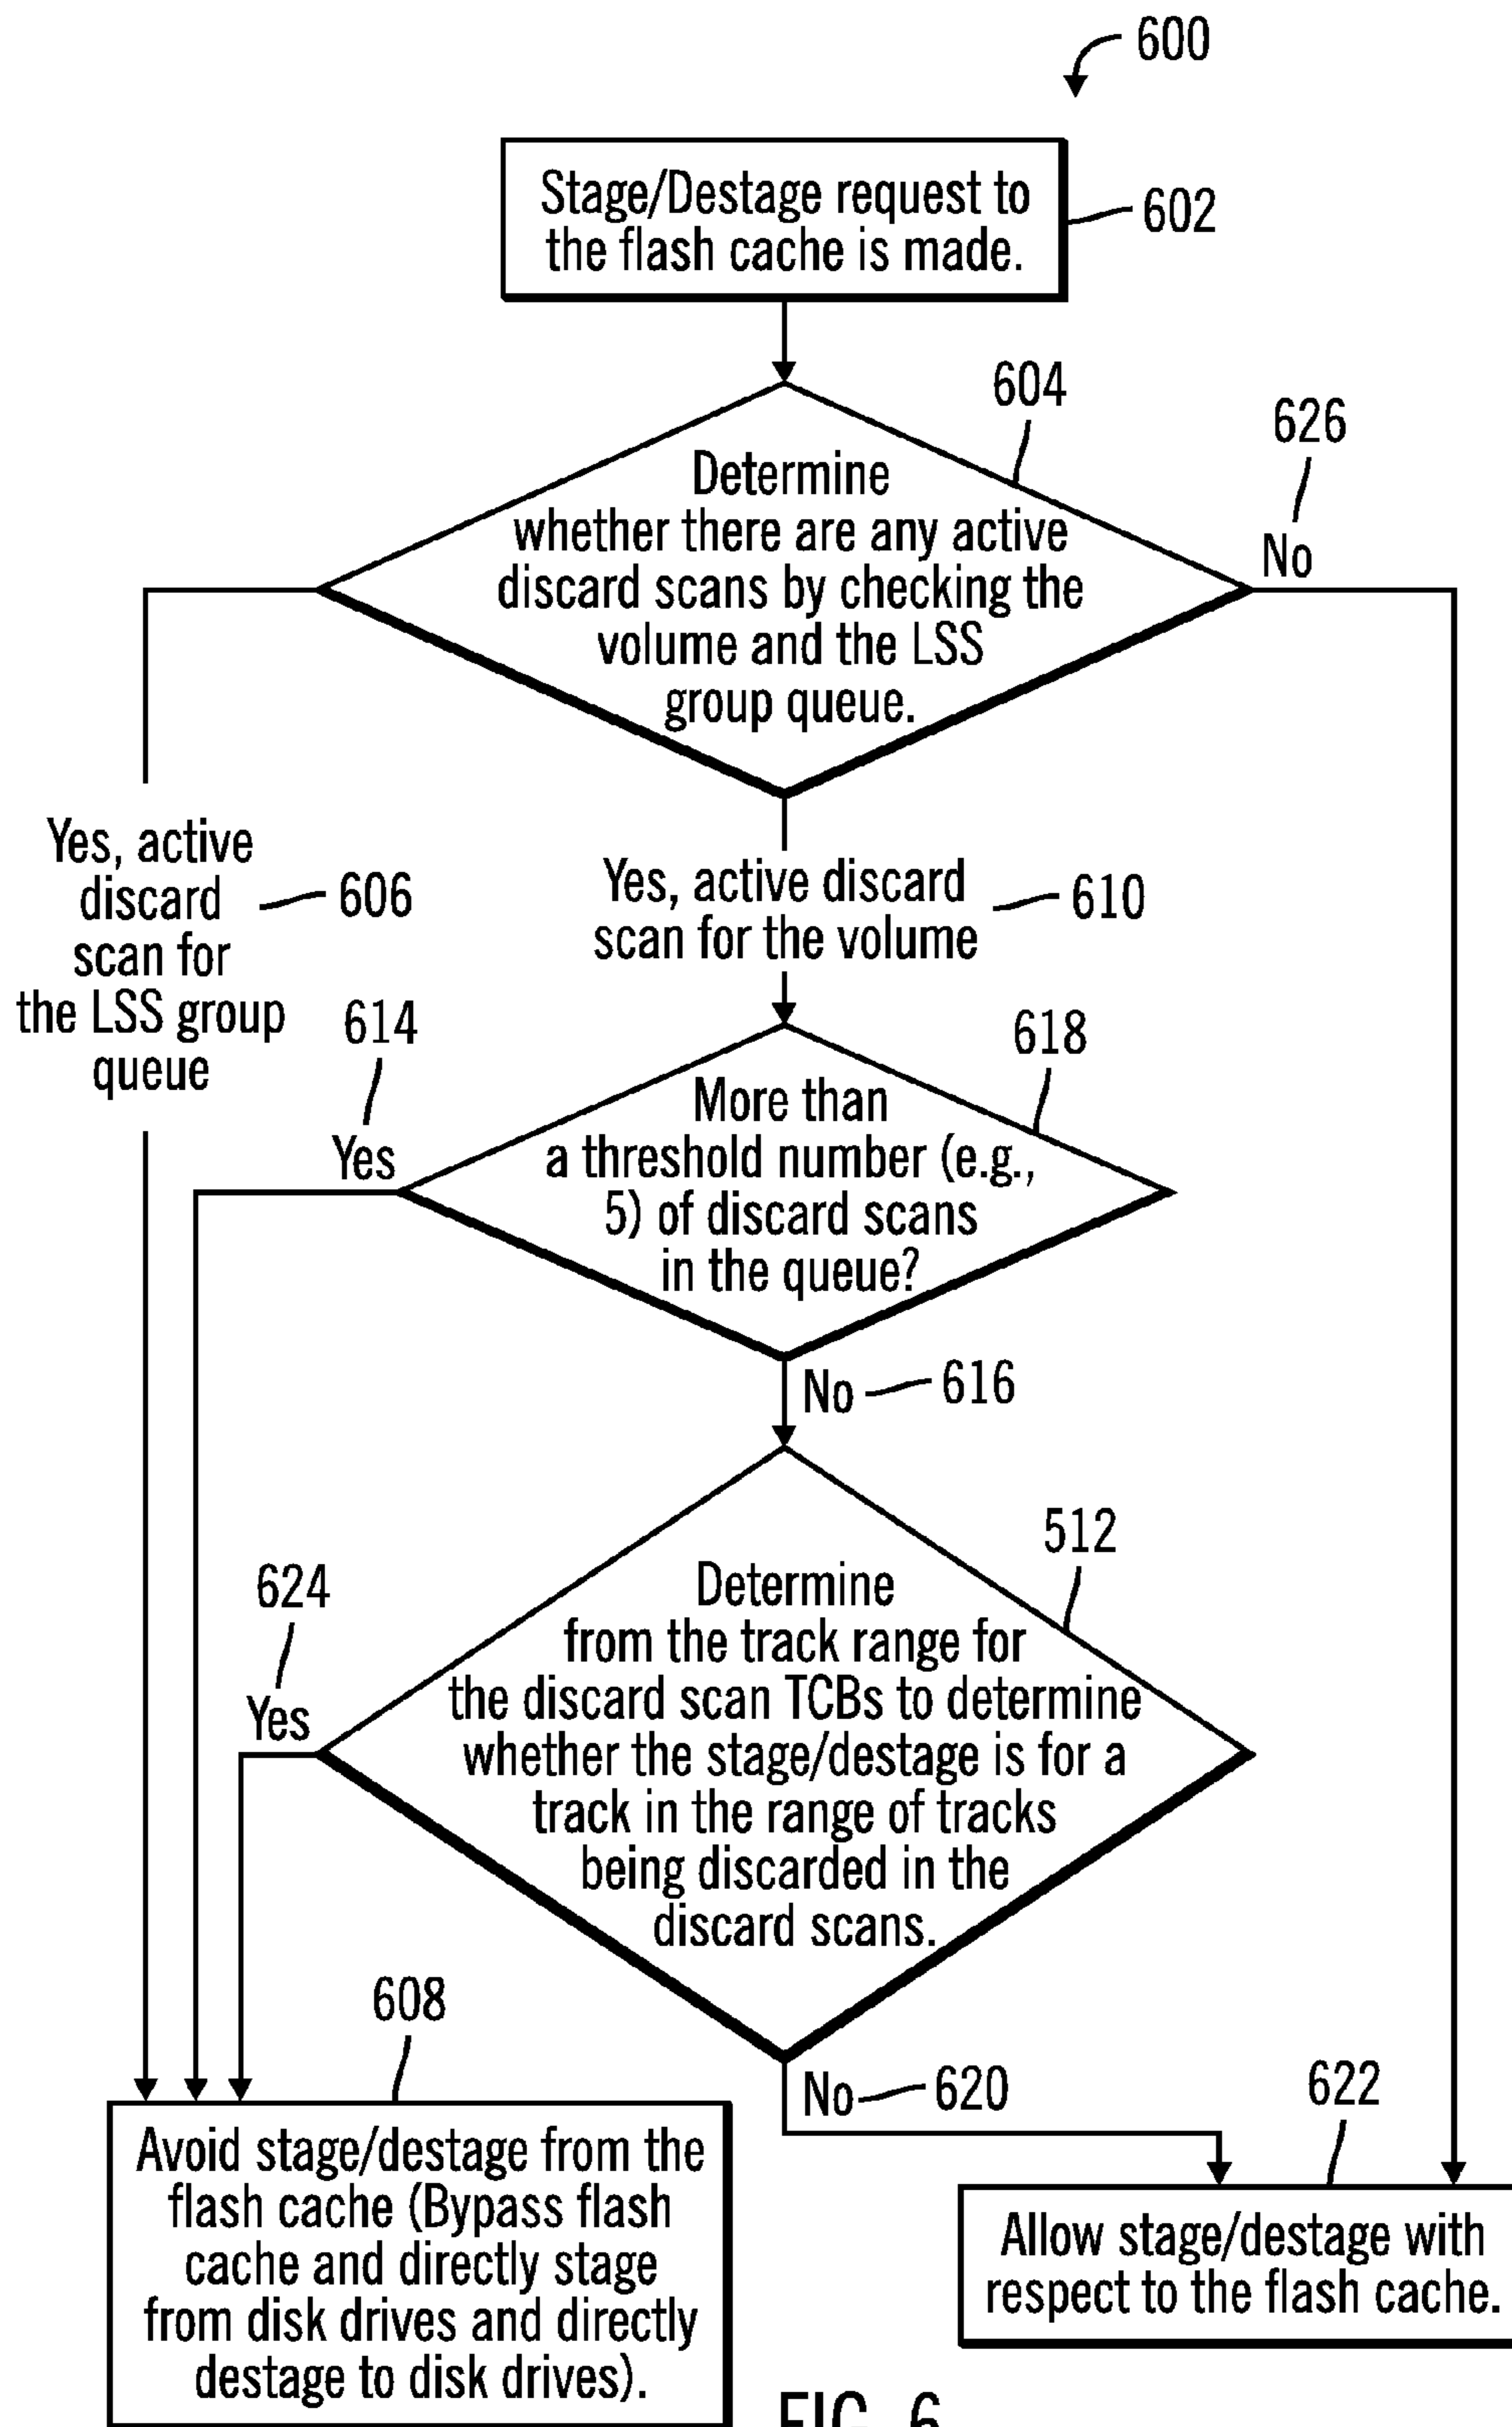 600
Stage/Destage request to
the flash cache is made.
602
604
626
Determine
whether there are any active
discard scans by checking the
volume and the LSS
group queue.
No
Yes, active
discard
scan for
the LSS group
queue
606
Yes, active discard
scan for the volume
610
614
Yes
618
More than
a threshold number (e.g.,
5) of discard scans
in the queue?
No
616
512
624
Yes
Determine
from the track range for
the discard scan TCBs to determine
whether the stage/destage is for a
track in the range of tracks
being discarded in the
discard scans.
608
No
620
622
Avoid stage/destage from the
flash cache (Bypass flash
cache and directly stage
from disk drives and directly
destage to disk drives).
Allow stage/destage with
respect to the flash cache.
FIG. 6